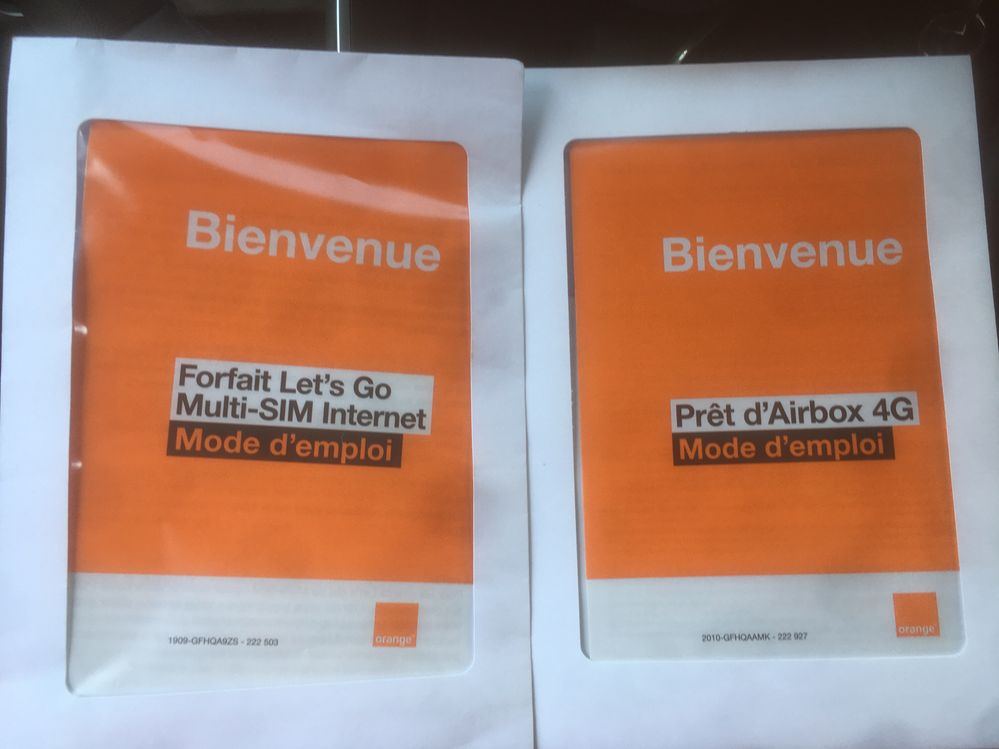 Bienvenue
Forfait Let's Go
Multi-SIM Internet
Mode d'emploi
1909-GFHQA9ZS - 222 503
orange
Bienvenue
Prêt d'Airbox 4G
Mode d'emploi
2010-GFHQAAMK - 222 927
orange